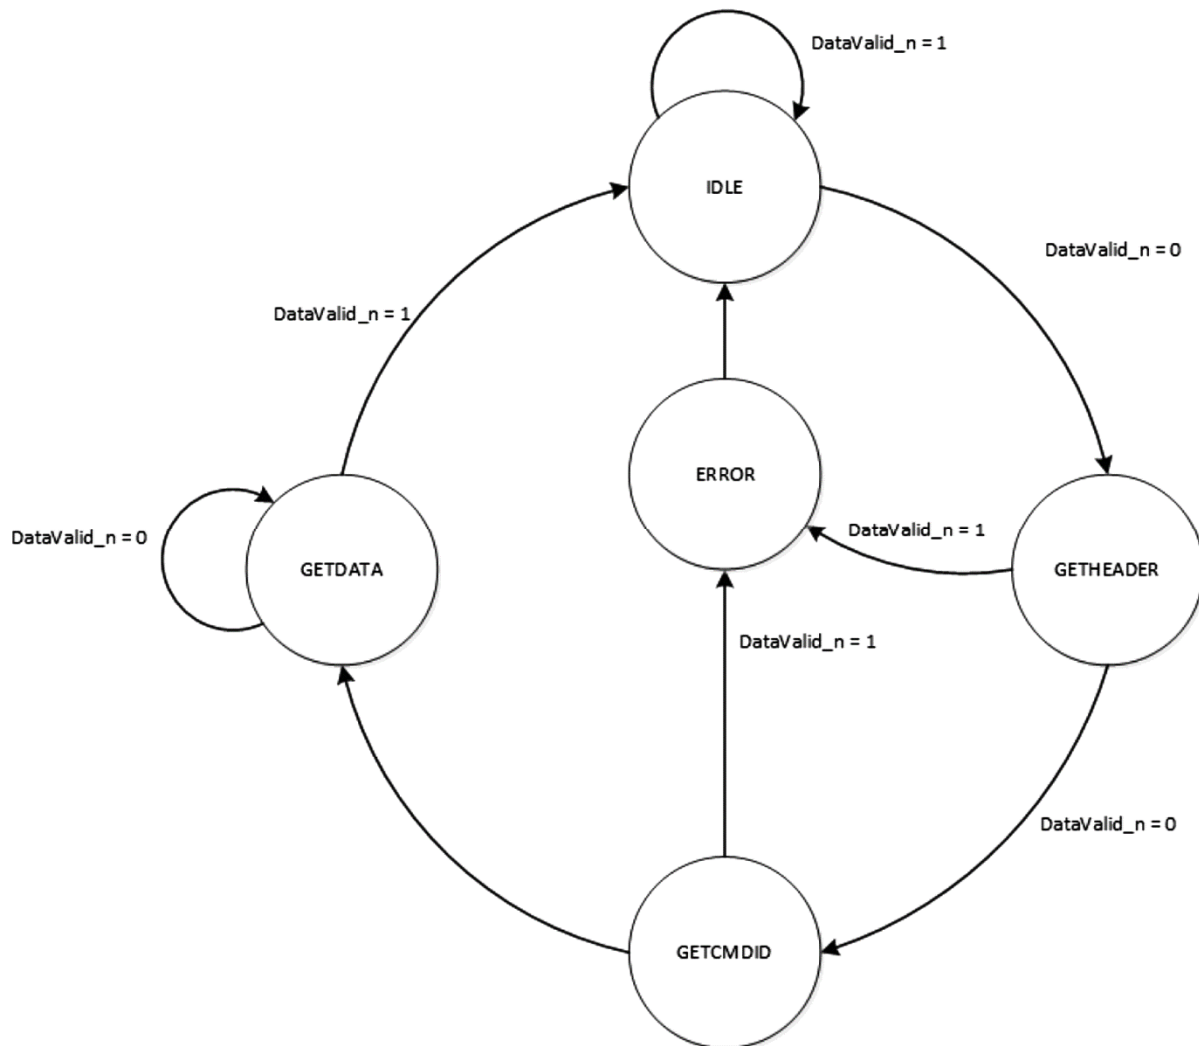 DataValid_n = 1
IDLE
DataValid_n = 0
DataValid_n = 1
ERROR
DataValid_n = 1
DataValid_n = 0
GETDATA
GETHEADER
DataValid_n = 1
DataValid_n = 0
GETCMDID